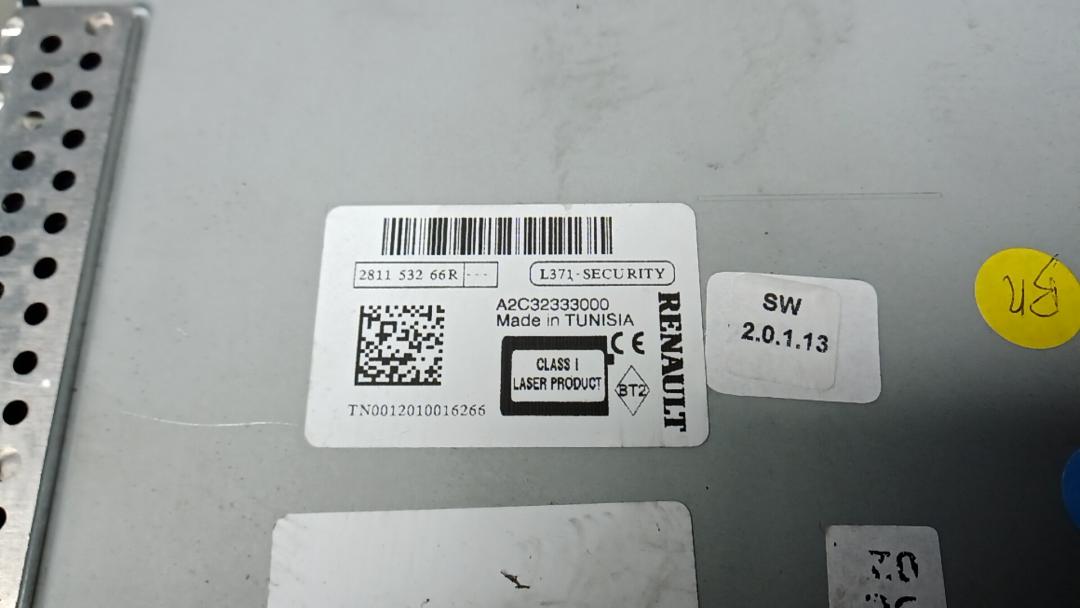 2811 532 66R ---
L371-SECURITY
A2C32333000
Made in TUNISIA
CE
CLASS I
LASER PRODUCT
BT2
RENAULT
TN0012010016266
SW
2.0.1.13